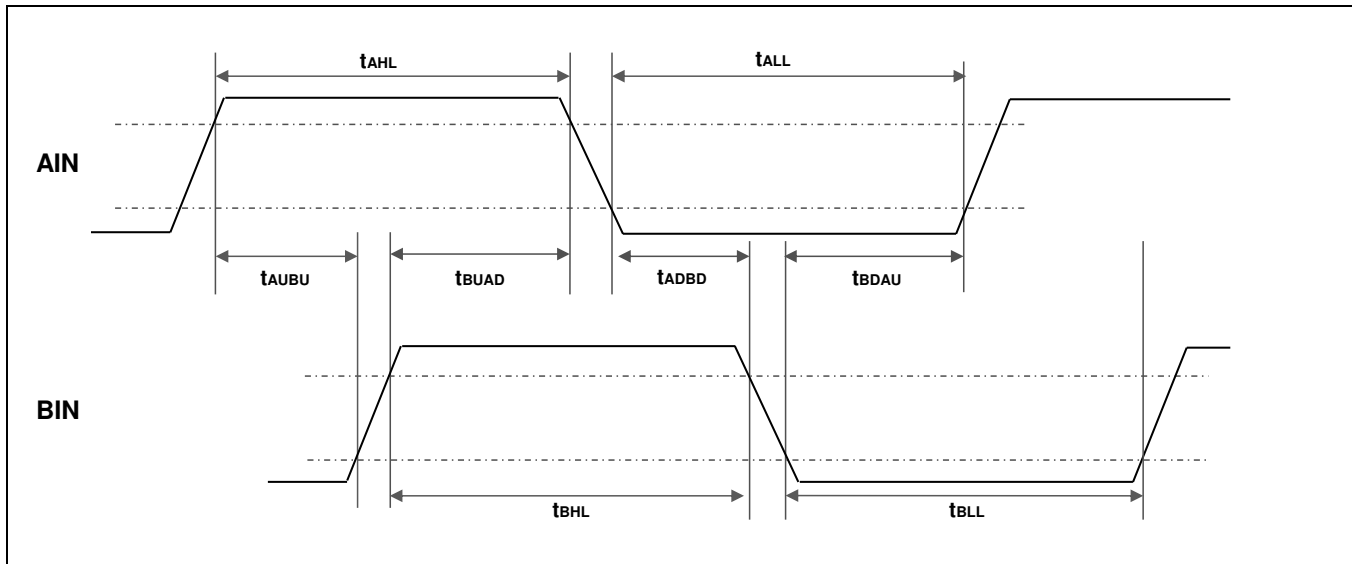 tAHL
tALL
AIN
tAUBU
tBUAD
tADBD
tBDAU
BIN
tBHL
tBLL